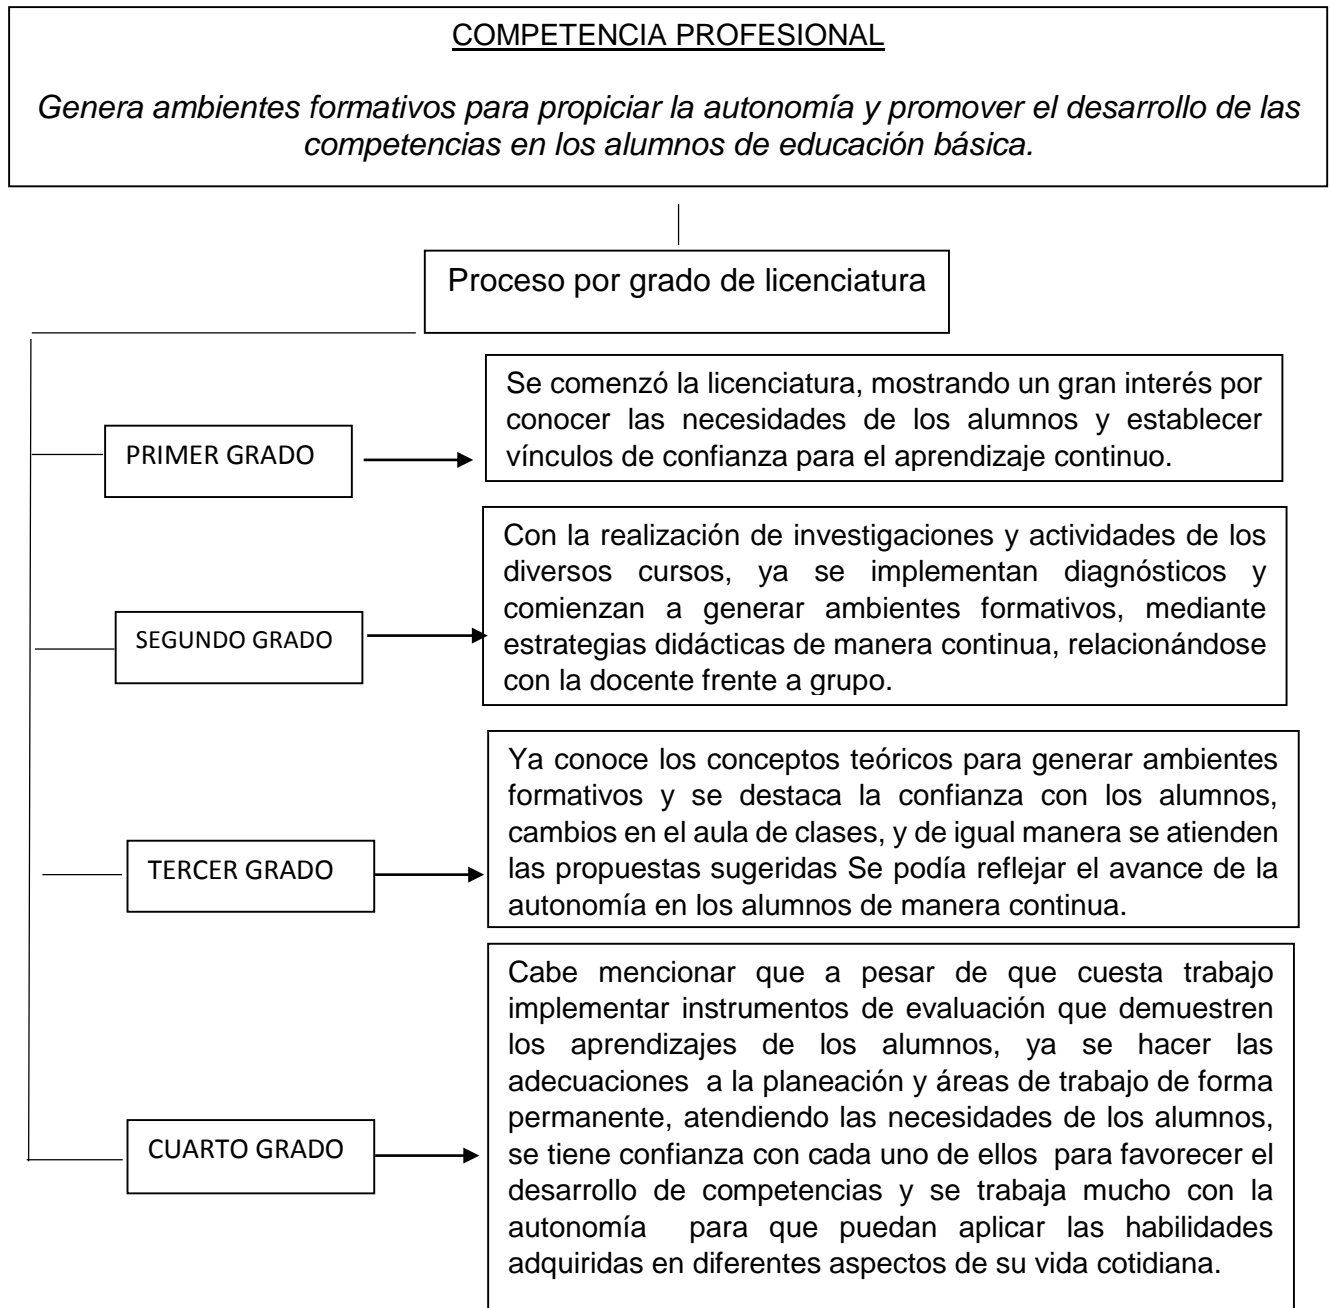 COMPETENCIA PROFESIONAL
Genera ambientes formativos para propiciar la autonomía y promover el desarrollo de las
competencias en los alumnos de educación básica.
Proceso por grado de licenciatura
PRIMER GRADO
Se comenzó la licenciatura, mostrando un gran interés por
conocer las necesidades de los alumnos y establecer
vínculos de confianza para el aprendizaje continuo.
SEGUNDO GRADO
Con la realización de investigaciones y actividades de los
diversos cursos, ya se implementan diagnósticos y
comienzan a generar ambientes formativos, mediante
estrategias didácticas de manera continua, relacionándose
con la docente frente a grupo.
TERCER GRADO
Ya conoce los conceptos teóricos para generar ambientes
formativos y se destaca la confianza con los alumnos,
cambios en el aula de clases, y de igual manera se atienden
las propuestas sugeridas Se podía reflejar el avance de la
autonomía en los alumnos de manera continua.
CUARTO GRADO
Cabe mencionar que a pesar de que cuesta trabajo
implementar instrumentos de evaluación que demuestren
los aprendizajes de los alumnos, ya se hacer las
adecuaciones a la planeación y áreas de trabajo de forma
permanente, atendiendo las necesidades de los alumnos,
se tiene confianza con cada uno de ellos para favorecer el
desarrollo de competencias y se trabaja mucho con la
autonomía para que puedan aplicar las habilidades
adquiridas en diferentes aspectos de su vida cotidiana.